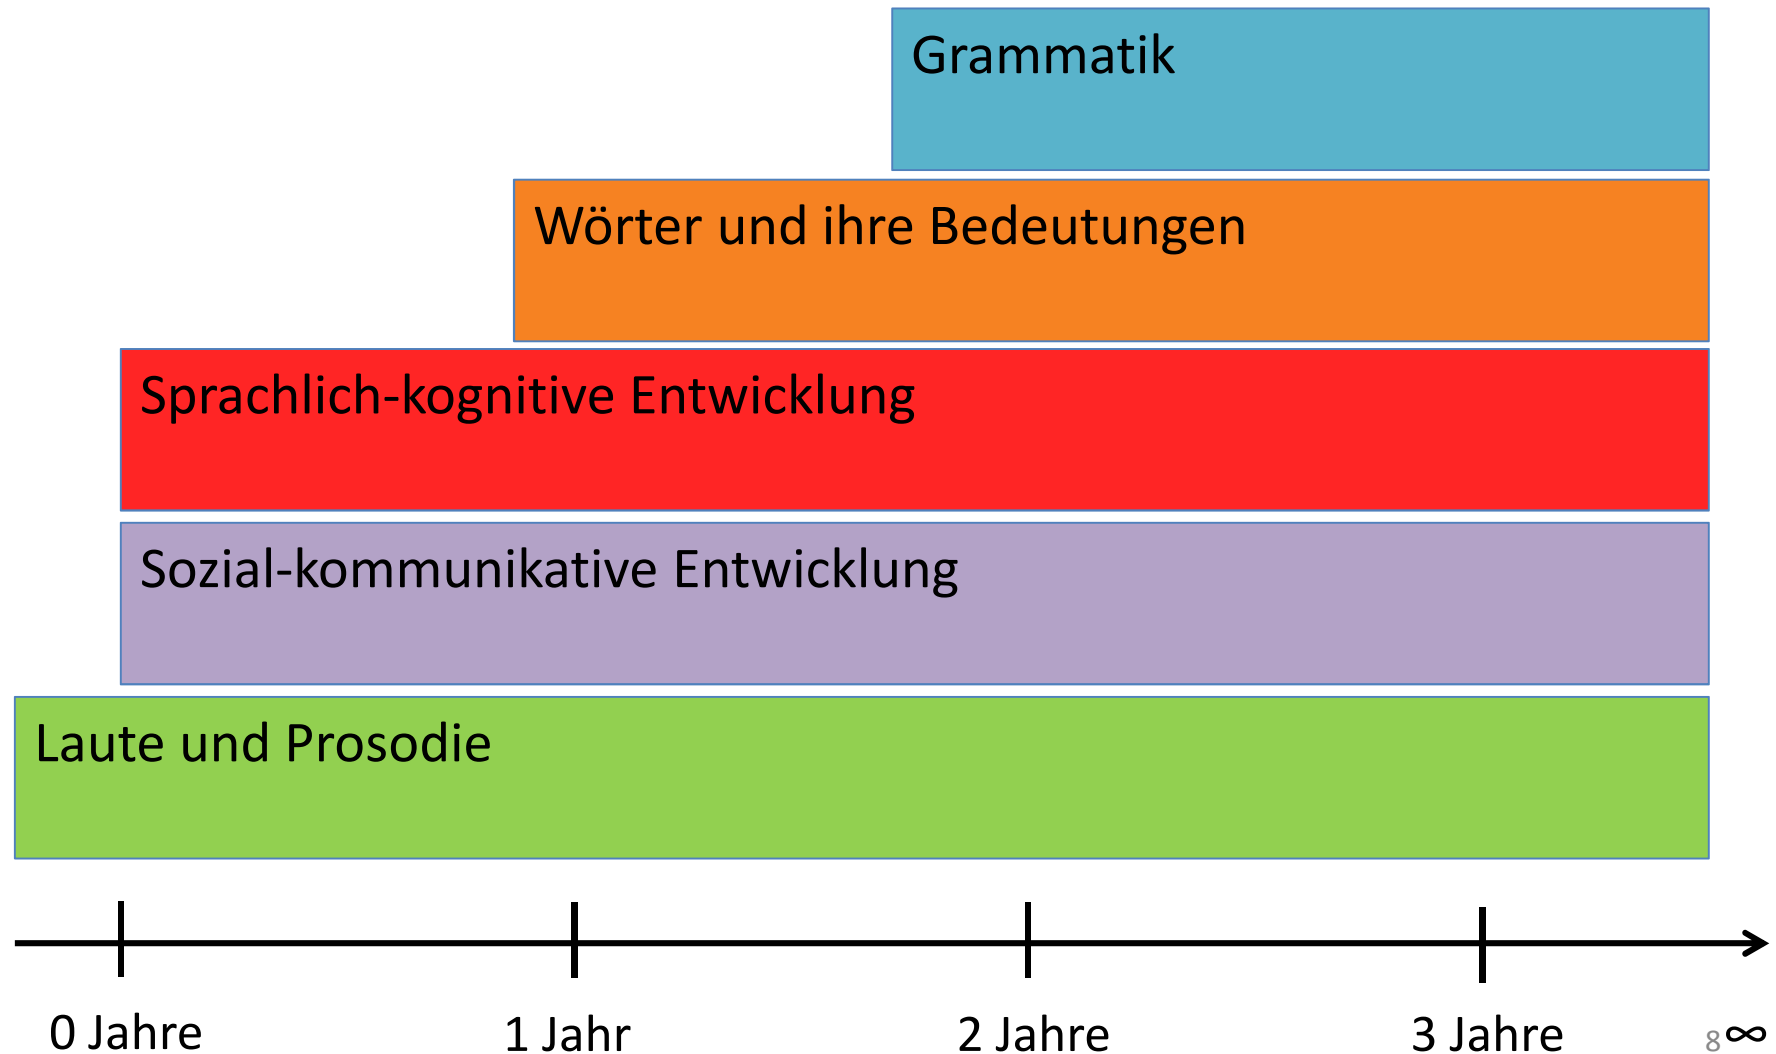 Grammatik
Wörter und ihre Bedeutungen
Sprachlich-kognitive Entwicklung
Sozial-kommunikative Entwicklung
Laute und Prosodie
0 Jahre 1 Jahr 2 Jahre 3 Jahre 8 ∞